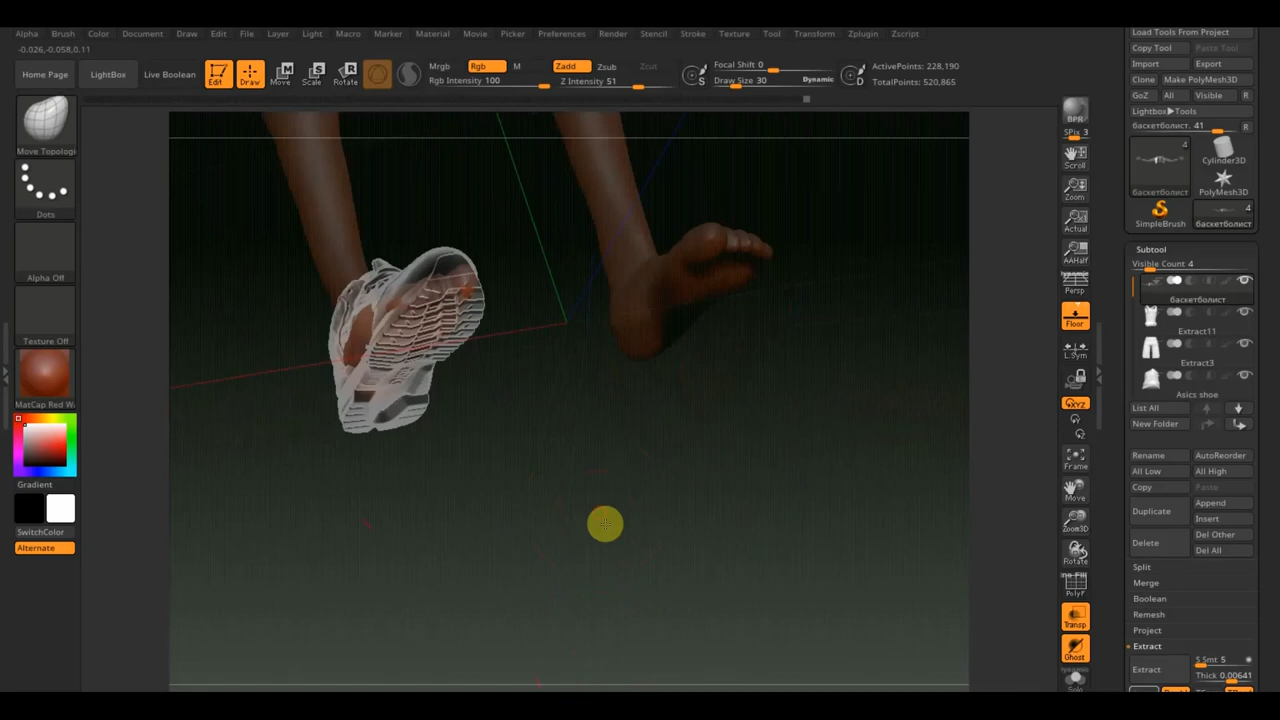 Alpha Brush Color Document Draw Edit File Layer Light Macro Marker Material Movie Picker Preferences Render Stencil Stroke Texture Tool Transform Zplugin Zscript
-0.026,-0.058,0.11
Home Page LightBox Live Boolean Edit Draw Move Scale Rotate
Mrgb Rgb M Zadd Zsub Zcut
Rgb Intensity 100 Z Intensity 51
S Focal Shift 0
Draw Size 30 Dynamic
D ActivePoints: 228,190
TotalPoints: 520,865
Move Topologi
Dots
Alpha Off
Texture Off
MatCap Red W
Gradient
SwitchColor
Alternate
BPR
SPix 3
Scroll
Zoom
Actual
AAHalf
Dynamic
Persp
Floor
L.Sym
XYZ
Y
Z
Frame
Move
Zoom3D
Rotate
PolyF
Transp
Ghost
Dynamic
Solo
Load Tools From Project
Copy Tool Paste Tool
Import Export
Clone Make PolyMesh3D
GoZ All Visible R
Lightbox▶Tools
баскетболист. 41 R
4
Cylinder3D
PolyMesh3D
4
баскетболист SimpleBrush баскетболист
Subtool
Visible Count 4
баскетболист
Extract11
Extract3
Asics shoe
List All
New Folder
Rename AutoReorder
All Low All High
Copy Paste
Duplicate Append
Insert
Delete Del Other
Del All
Split
Merge
Boolean
Remesh
Project
Extract
Extract S Smt 5
Thick 0.00641